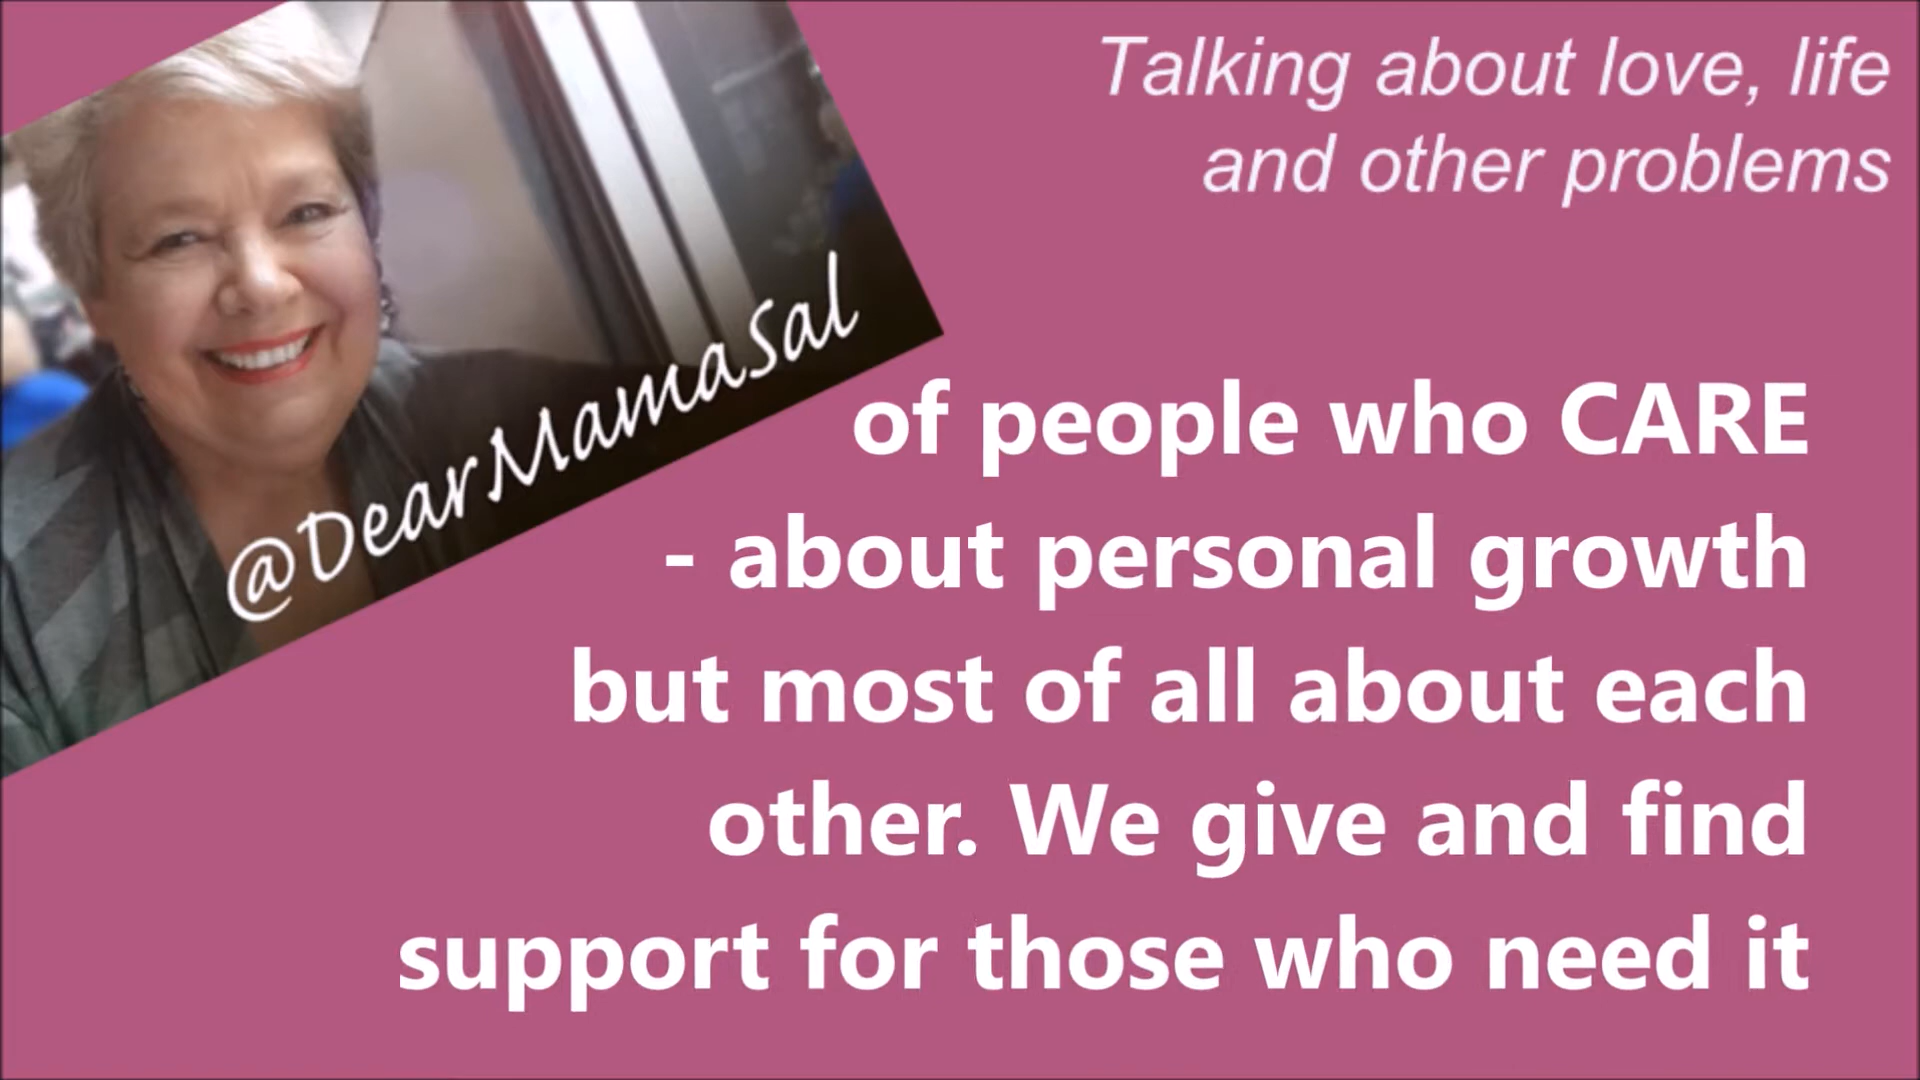 Talking about love, life
and other problems
@DearMamaSal
of people who CARE
- about personal growth
but most of all about each
other. We give and find
support for those who need it